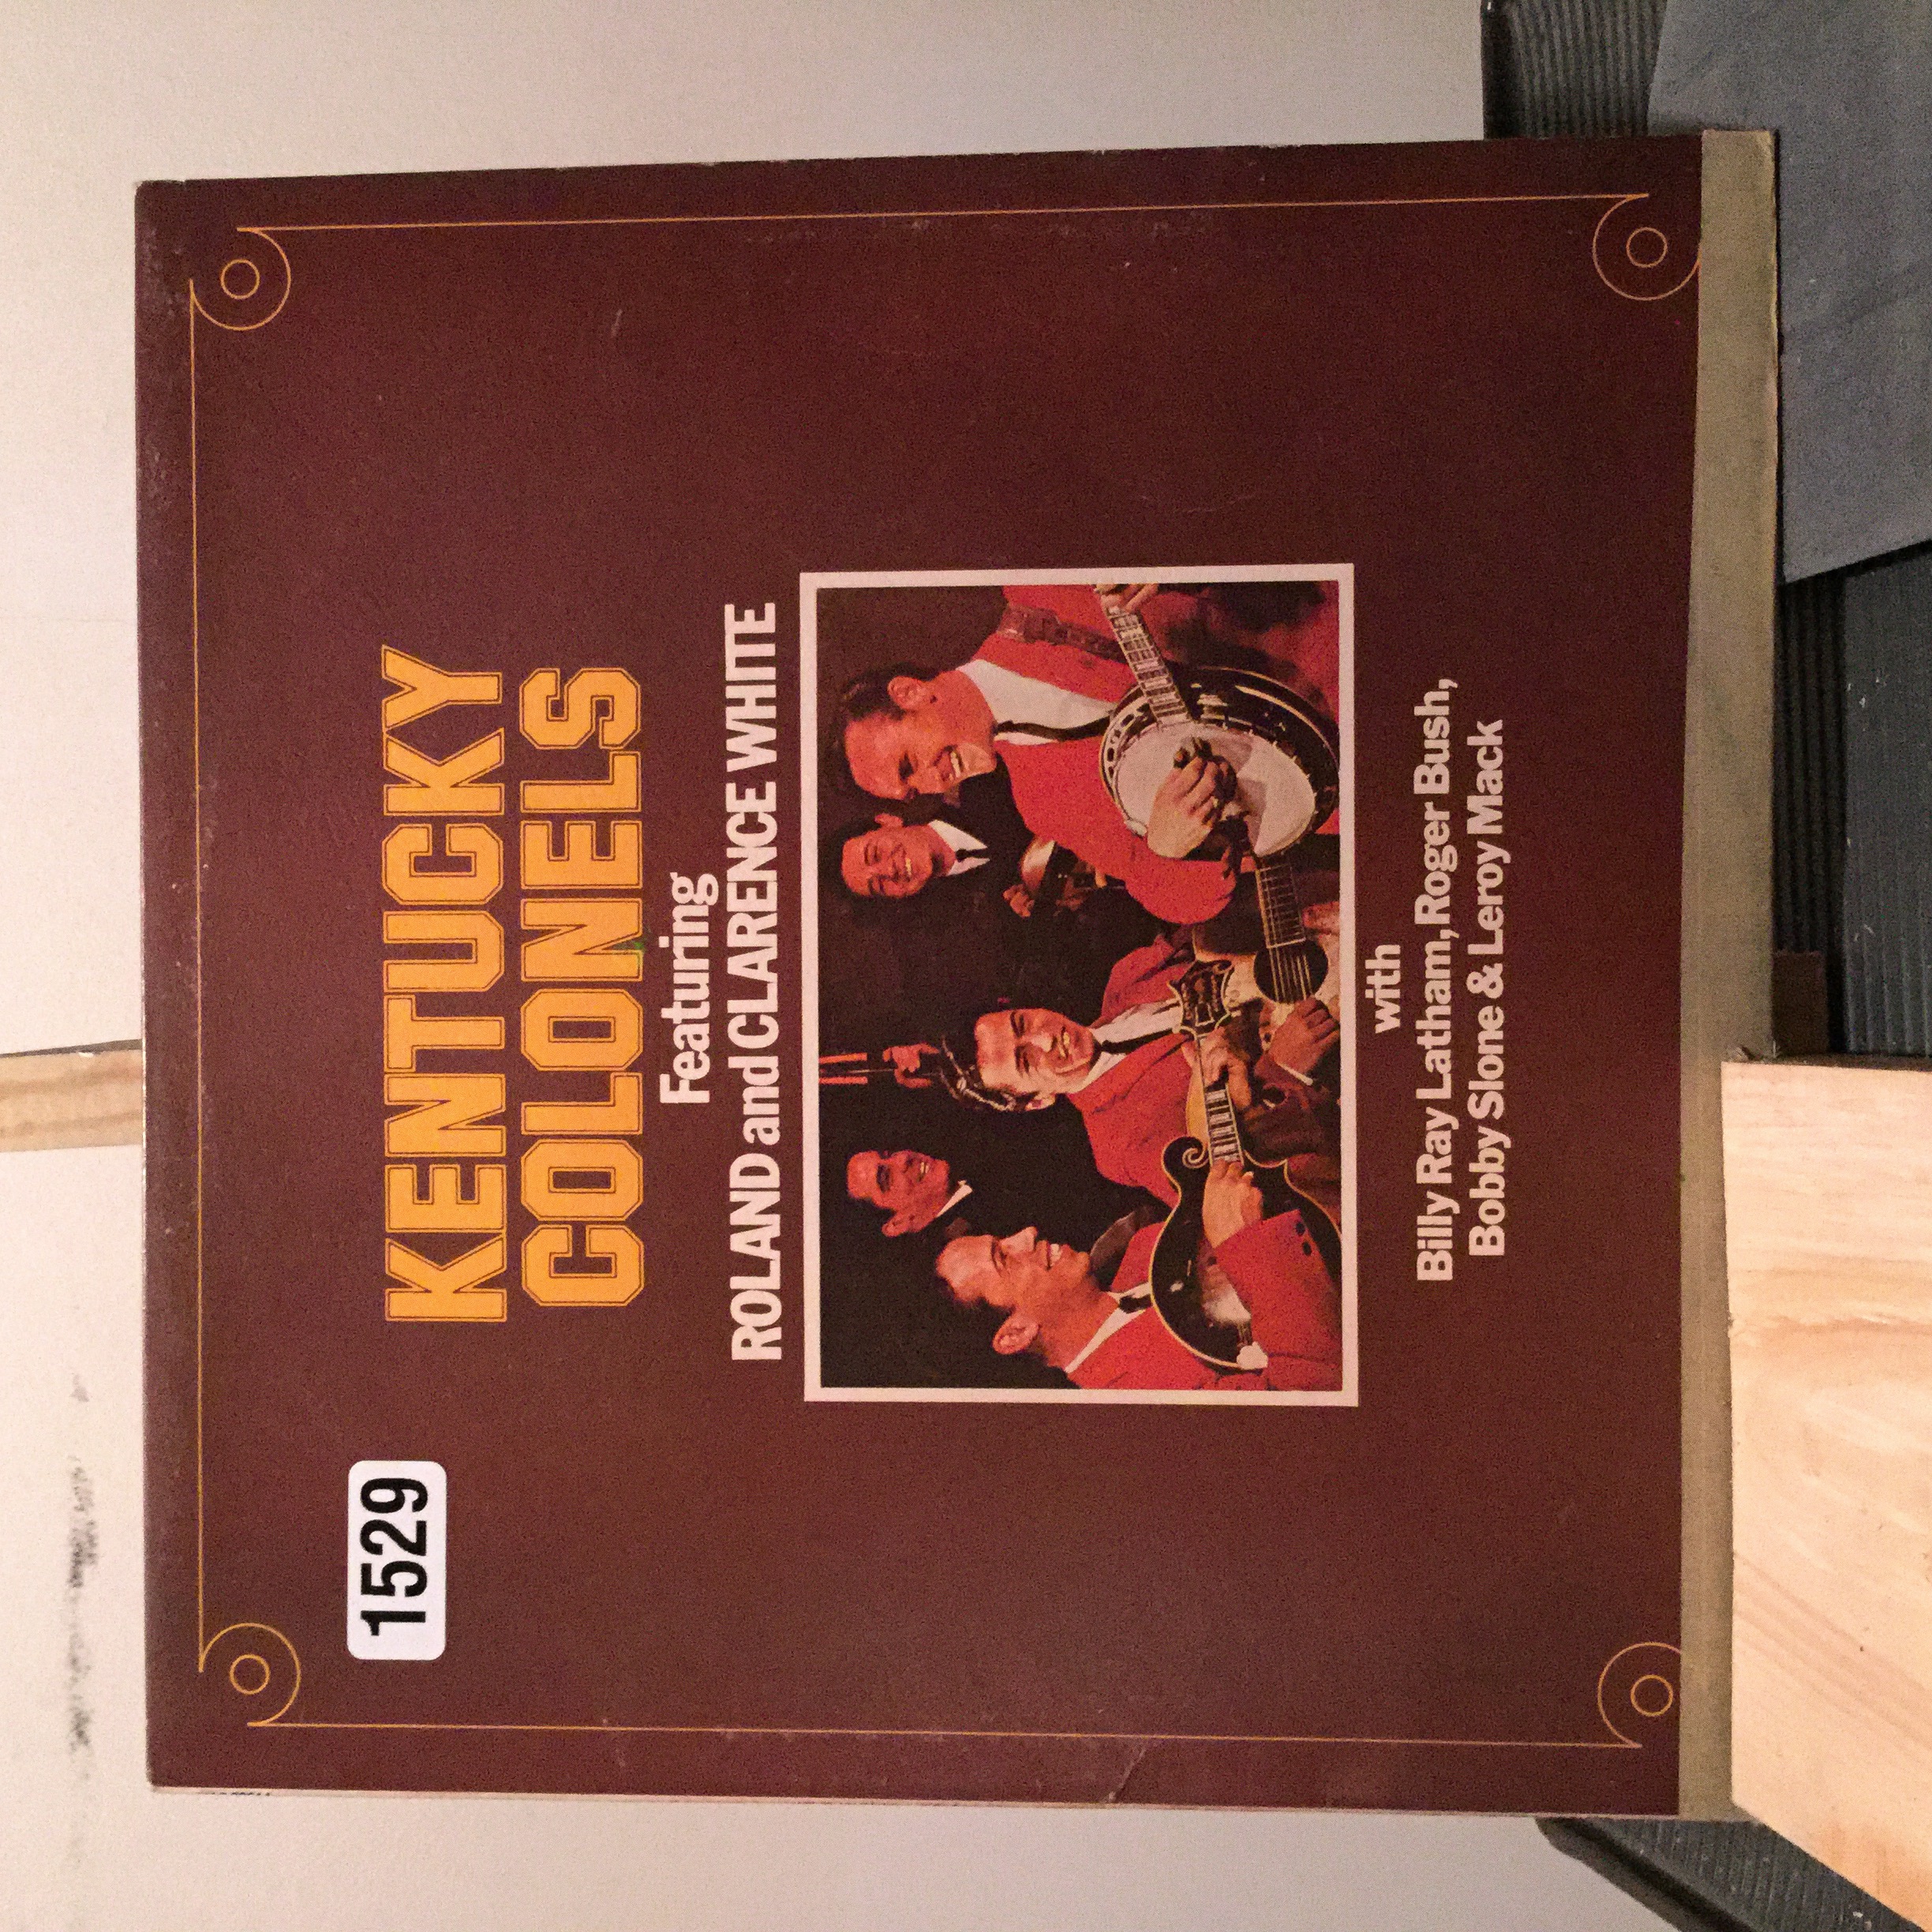 1529
KENTUCKY
COLONELS
Featuring
ROLAND and CLARENCE WHITE
with
Billy Ray Latham, Roger Bush,
Bobby Slone & Leroy Mack